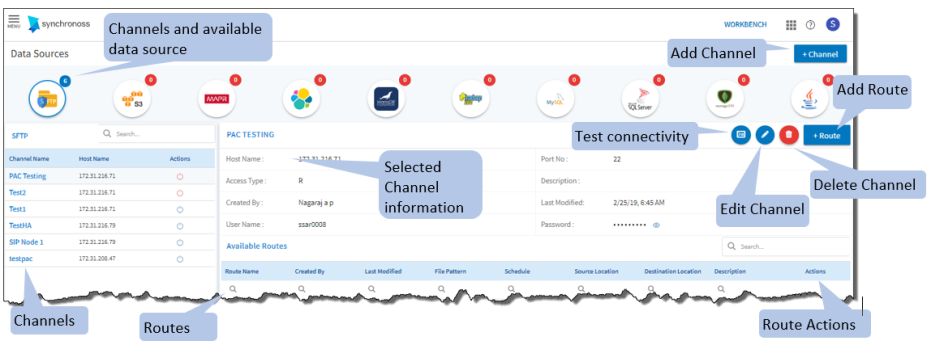 MENU
synchronoss
Channels and available
data source
WORKBENCH
?
S
Data Sources
Add Channel
+ Channel
6
0
0
0
0
0
0
0
0
0
SFTP
S3
MAPR
MySQL
SQL Server
mongoDB
Add Route
SFTP
Search...
PAC TESTING
Test connectivity
+ Route
Channel Name
Host Name
Actions
Host Name :
172.31.216.71
Port No :
22
PAC Testing
172.31.216.71
Selected
Channel
information
Access Type :
R
Description :
Delete Channel
Test2
172.31.216.71
Test1
172.31.216.71
Created By :
Nagaraj a p
Last Modified:
2/25/19, 6:45 AM
Edit Channel
TestHA
172.31.216.79
User Name :
ssar0008
Password :
•••••••••
SIP Node 1
172.31.216.79
Available Routes
Search...
testpac
172.31.208.47
Route Name
Created By
Last Modified
File Pattern
Schedule
Source Location
Destination Location
Description
Actions
Channels
Routes
Route Actions